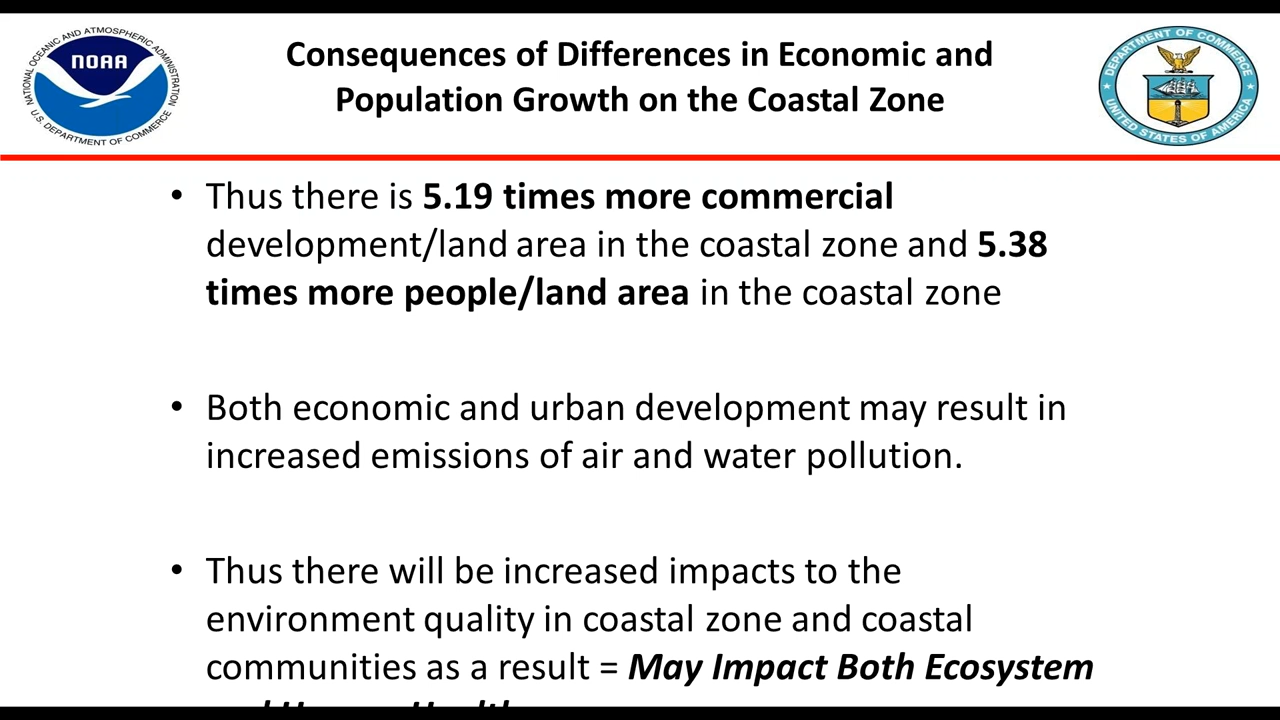 NATIONAL OCEANIC AND ATMOSPHERIC ADMINISTRATION
NOAA
U.S. DEPARTMENT OF COMMERCE
Consequences of Differences in Economic and
Population Growth on the Coastal Zone
DEPARTMENT OF COMMERCE
UNITED STATES OF AMERICA
• Thus there is 5.19 times more commercial
development/land area in the coastal zone and 5.38
times more people/land area in the coastal zone
• Both economic and urban development may result in
increased emissions of air and water pollution.
• Thus there will be increased impacts to the
environment quality in coastal zone and coastal
communities as a result = May Impact Both Ecosystem